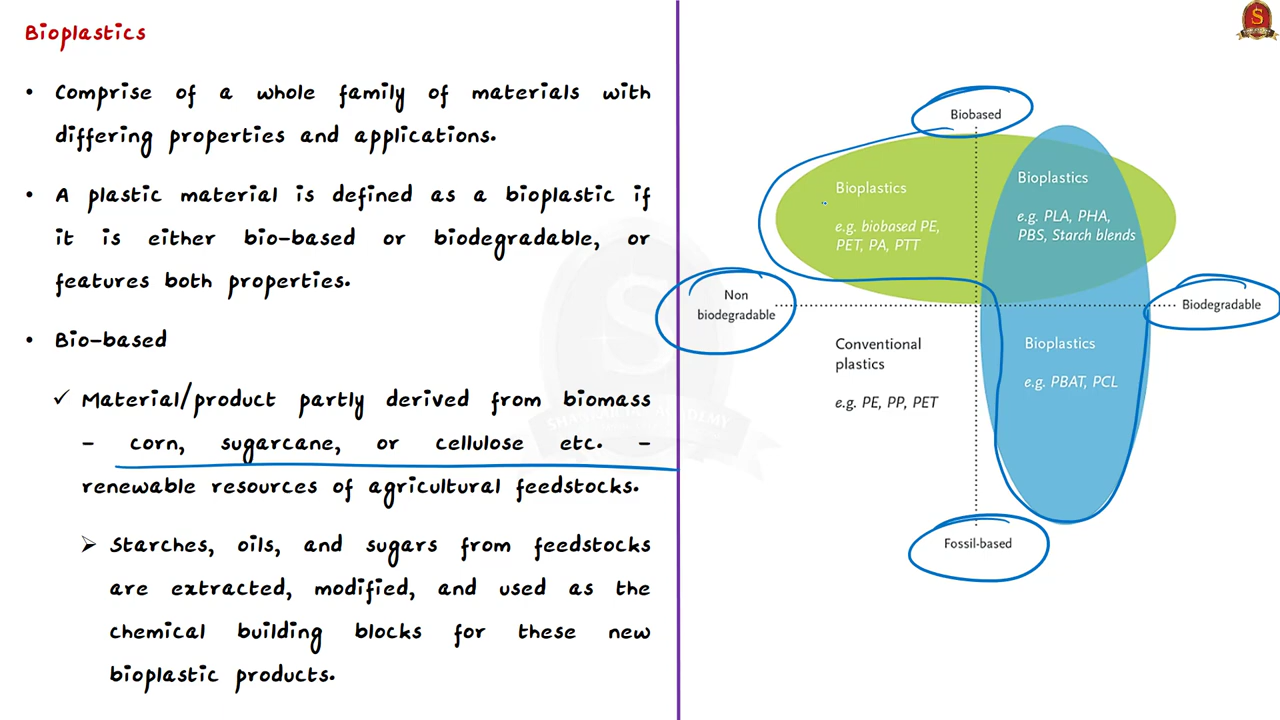 Bioplastics
• Comprise of a whole family of materials with
differing properties and applications.
• A plastic material is defined as a bioplastic if
it is either bio-based or biodegradable, or
features both properties.
• Bio-based
✓ Material/product partly derived from biomass
– corn, sugarcane, or cellulose etc. –
renewable resources of agricultural feedstocks.
➢ Starches, oils, and sugars from feedstocks
are extracted, modified, and used as the
chemical building blocks for these new
bioplastic products.
Biobased
Bioplastics
e.g. biobased PE,
PET, PA, PTT
Bioplastics
e.g. PLA, PHA,
PBS, Starch blends
Non
biodegradable
Biodegradable
Conventional
plastics
e.g. PE, PP, PET
Bioplastics
e.g. PBAT, PCL
Fossil-based